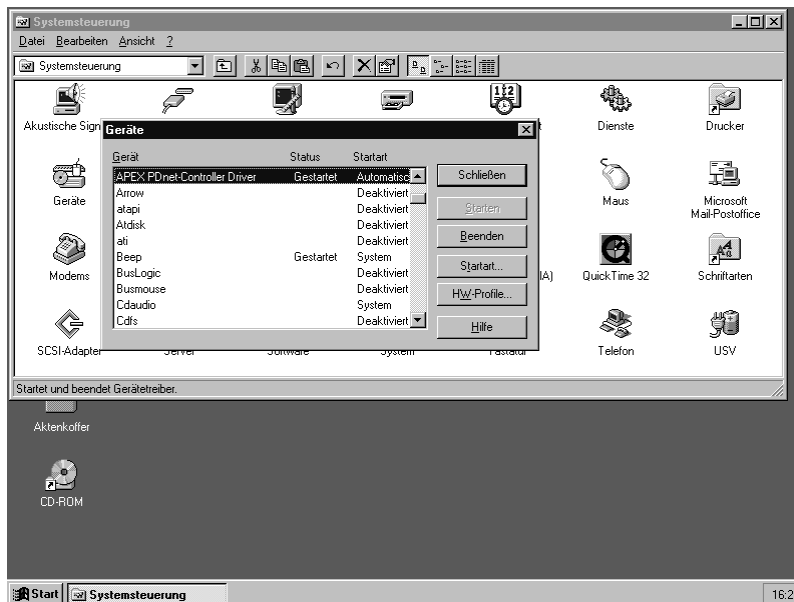 Systemsteuerung
Datei Bearbeiten Ansicht ?
Systemsteuerung
Akustische Sign
Dienste
Drucker
Geräte
Gerät Status Startart
APEX PDnet-Controller Driver Gestartet Automatisc
Arrow Deaktiviert
atapi Deaktiviert
Atdisk Deaktiviert
ati Deaktiviert
Beep Gestartet System
BusLogic Deaktiviert
Busmouse Deaktiviert
Cdaudio System
Cdfs Deaktiviert
Schließen
Starten
Beenden
Startart...
HW-Profile...
Hilfe
Geräte
Maus
Microsoft
Mail-Postoffice
Modems
IA)
QuickTime 32
Schriftarten
SCSI-Adapter
Server
Software
System
Tastatur
Telefon
USV
Startet und beendet Gerätetreiber.
Aktenkoffer
CD-ROM
Start
Systemsteuerung
16:2